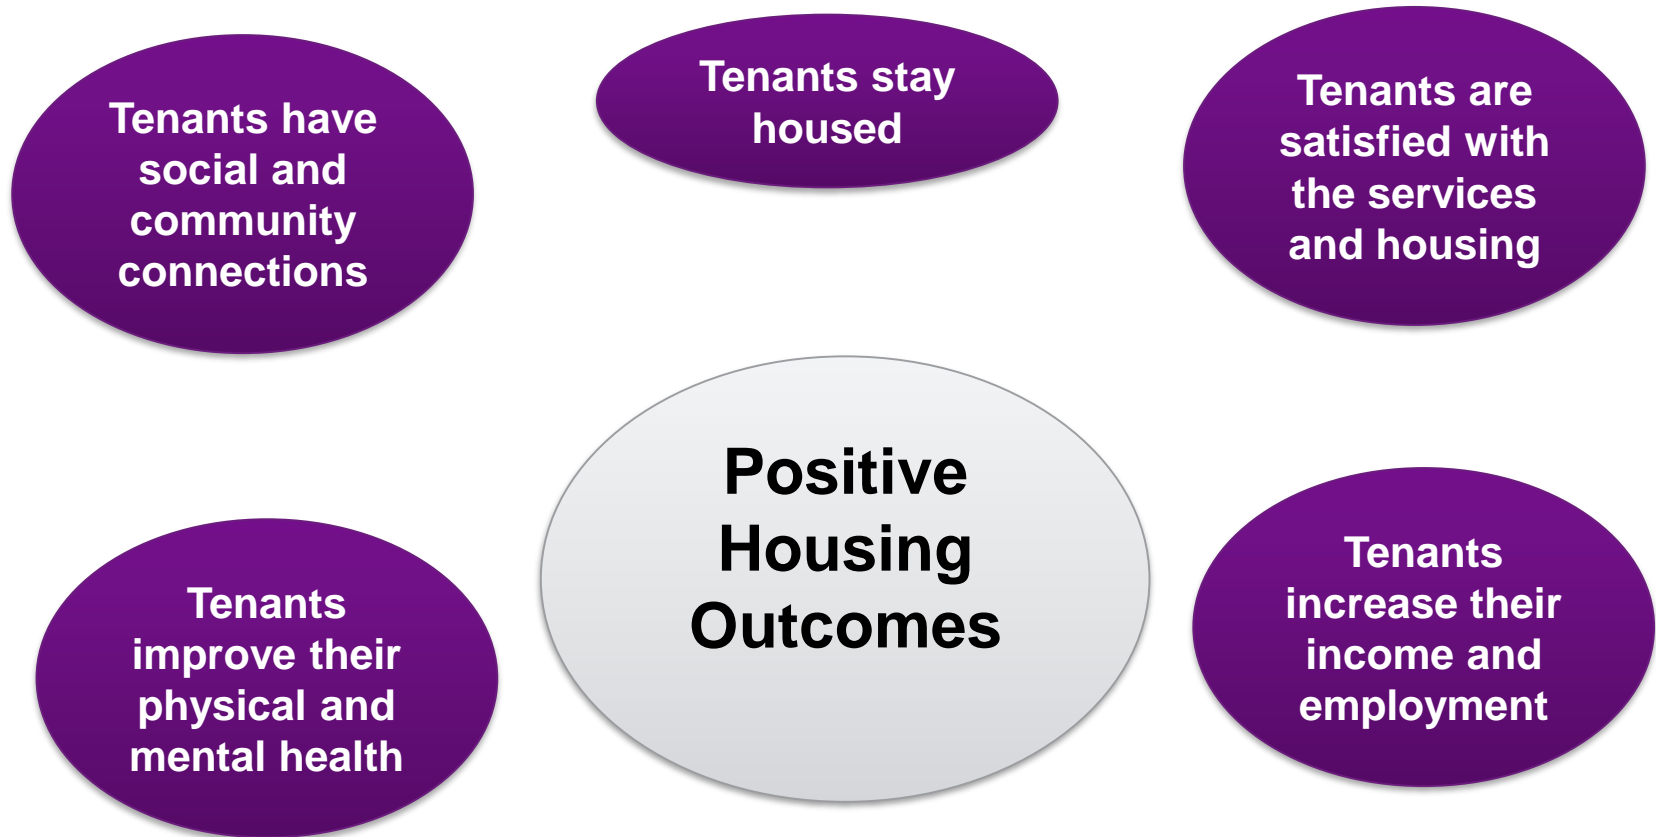 Tenants have
social and
community
connections
Tenants stay
housed
Tenants are
satisfied with
the services
and housing
Positive
Housing
Outcomes
Tenants
improve their
physical and
mental health
Tenants
increase their
income and
employment